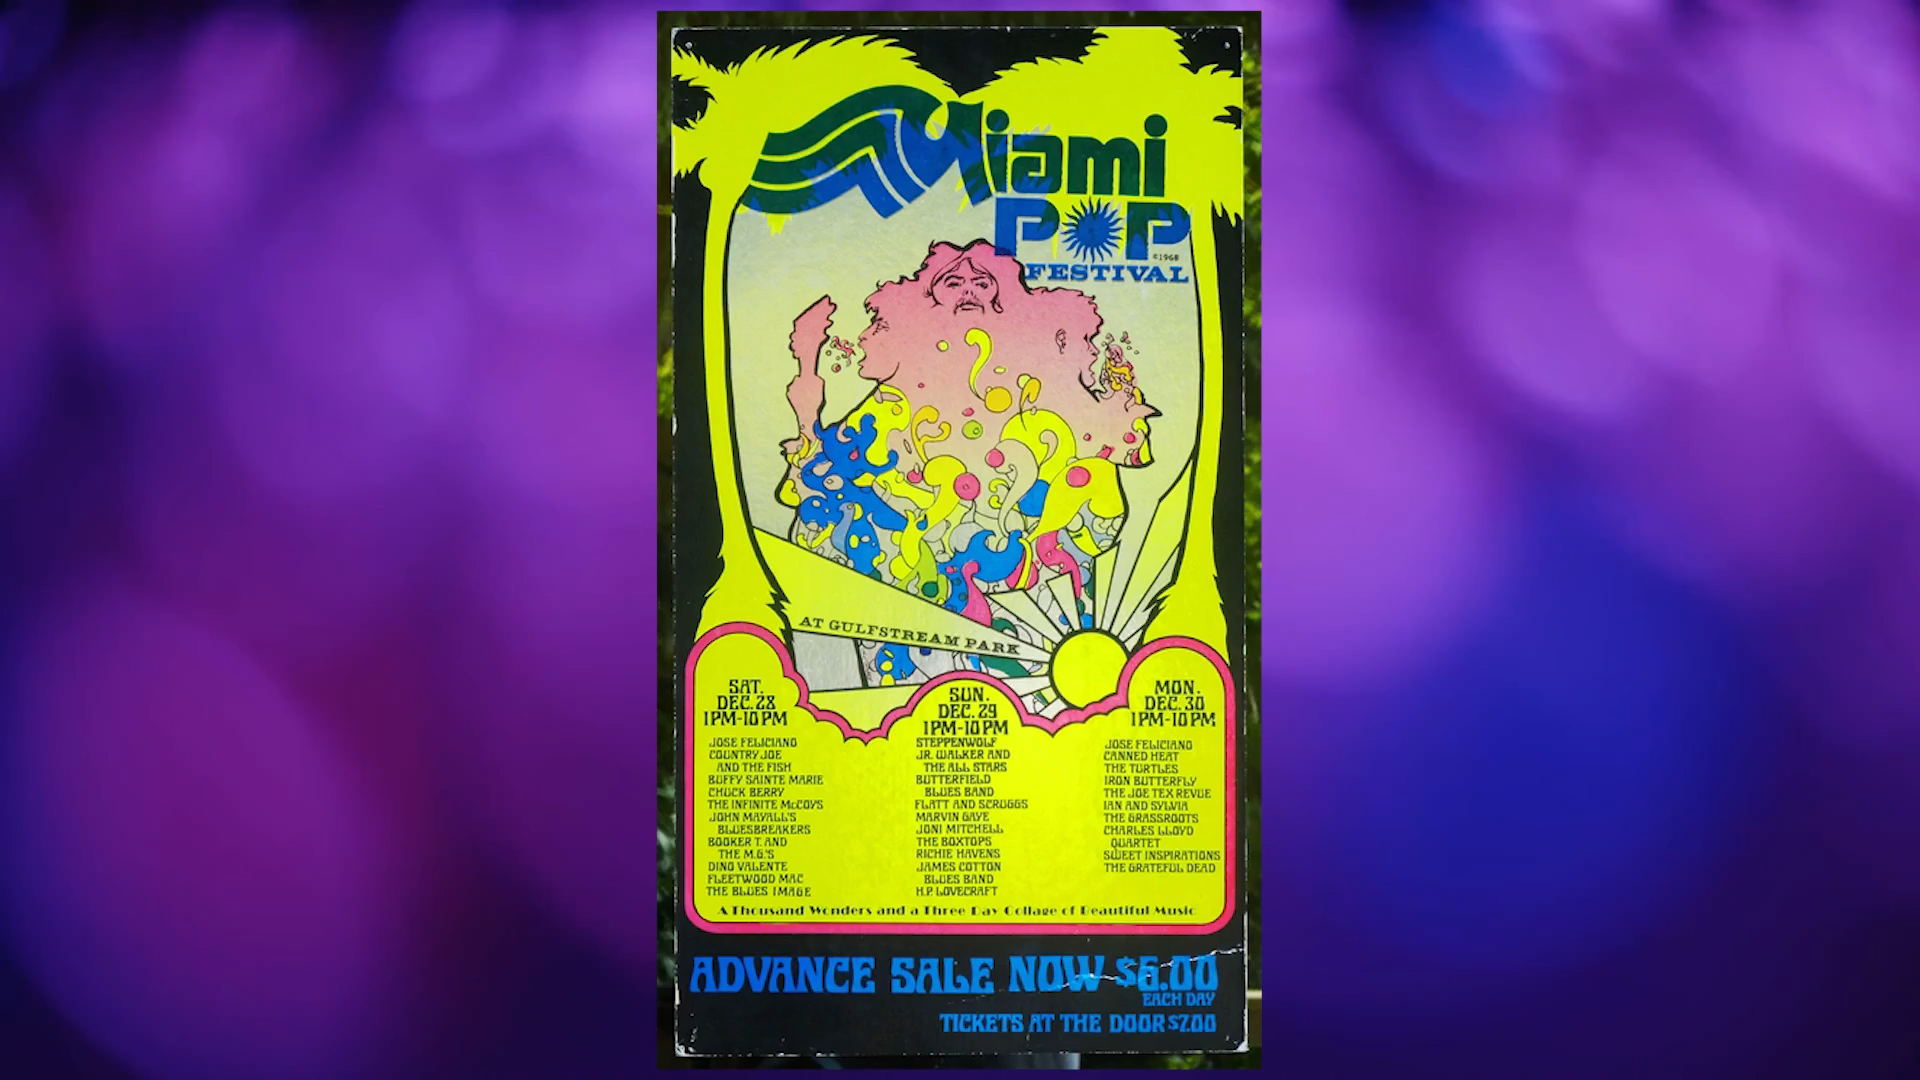 Miami
POP
©1968
FESTIVAL
AT GULFSTREAM PARK
SAT.
DEC. 28
1PM-10PM
JOSE FELICIANO
COUNTRY JOE
AND THE FISH
BUFFY SAINTE MARIE
CHUCK BERRY
THE INFINITE McCOYS
JOHN MAYALL'S
BLUESBREAKERS
BOOKER T. AND
THE M.G.'S
DINO VALENTE
FLEETWOOD MAC
THE BLUES IMAGE
SUN.
DEC. 29
1PM-10PM
STEPPENWOLF
JR. WALKER AND
THE ALL STARS
BUTTERFIELD
BLUES BAND
FLATT AND SCRUGGS
MARVIN GAYE
JONI MITCHELL
THE BOXTOPS
RICHIE HAVENS
JAMES COTTON
BLUES BAND
H.P. LOVECRAFT
MON.
DEC. 30
1PM-10PM
JOSE FELICIANO
CANNED HEAT
THE TURTLES
IRON BUTTERFLY
THE JOE TEX REVUE
IAN AND SYLVIA
THE GRASSROOTS
CHARLES LLOYD
QUARTET
SWEET INSPIRATIONS
THE GRATEFUL DEAD
A Thousand Wonders and a Three Day Collage of Beautiful Music
ADVANCE SALE NOW $6.00
EACH DAY
TICKETS AT THE DOOR $7.00